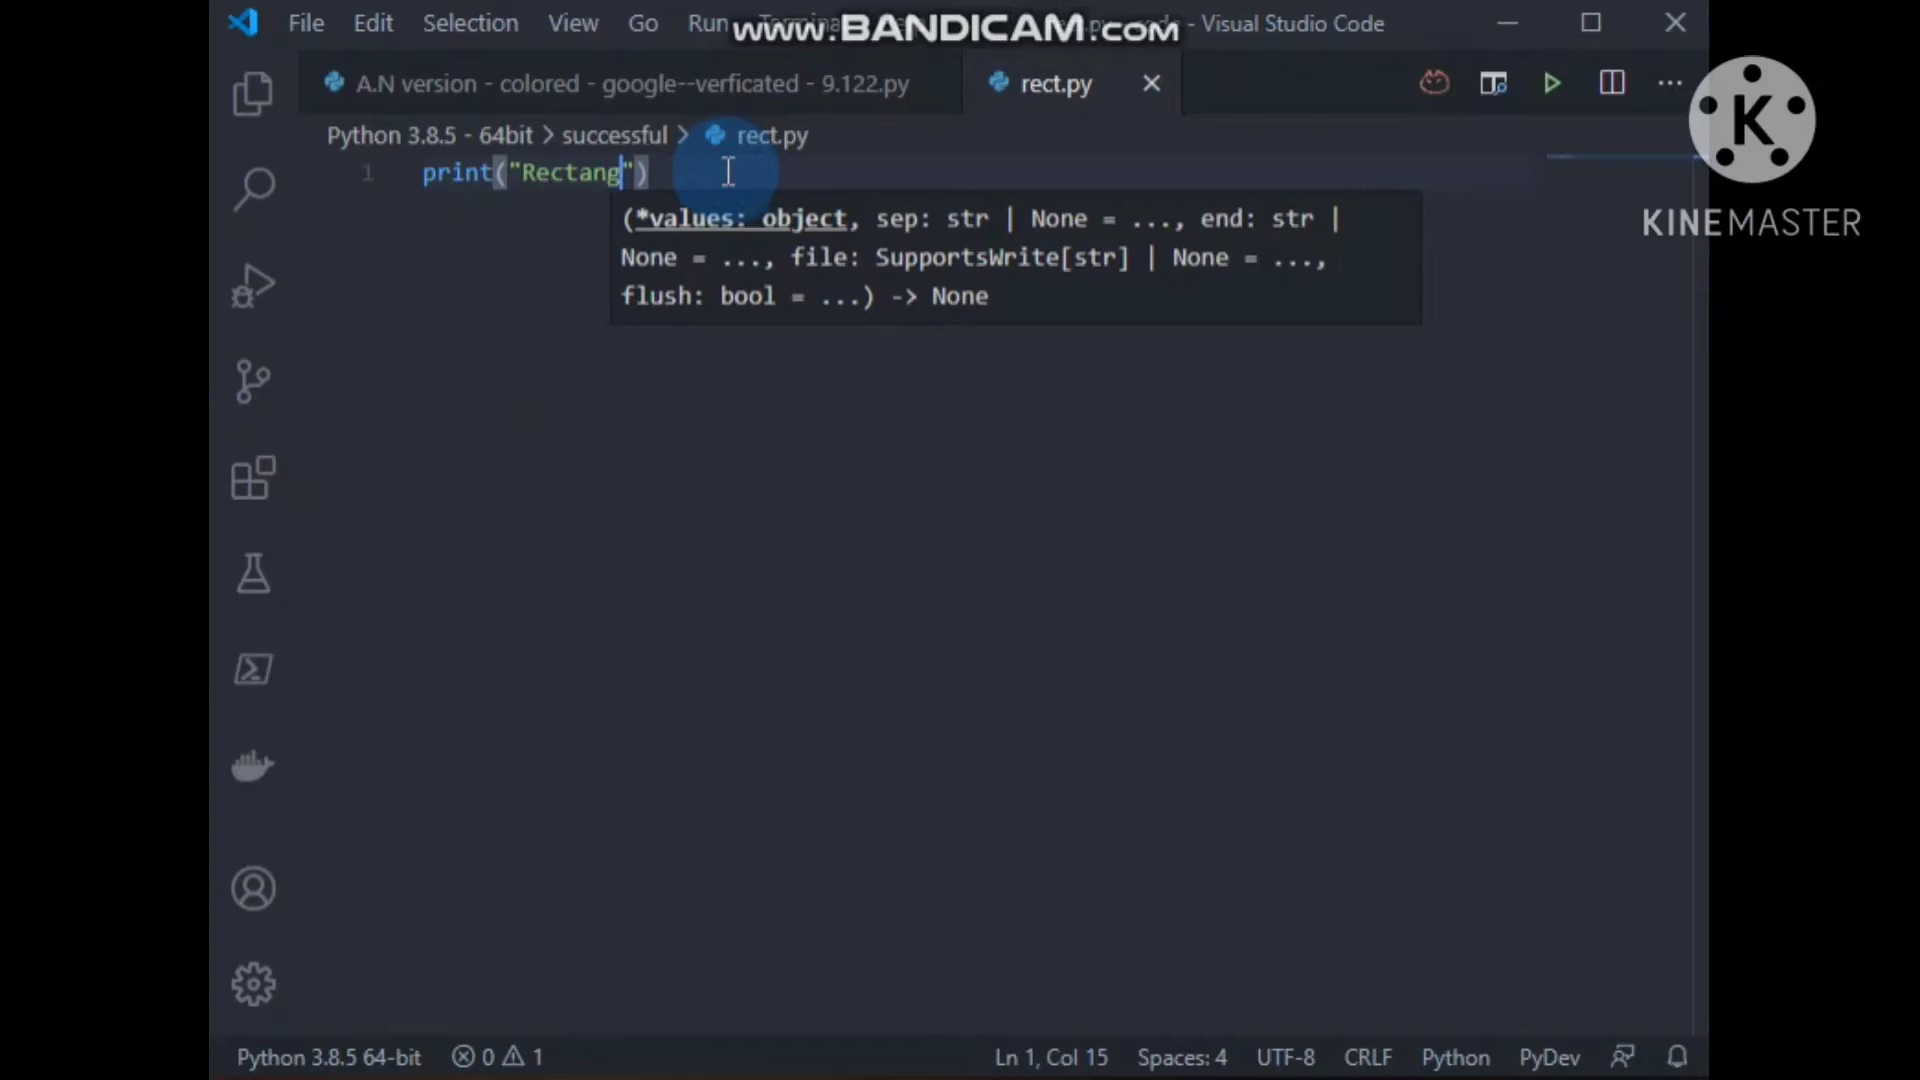 File Edit Selection View Go Run
www.BANDICAM.com
- Visual Studio Code
A.N version - colored - google--verficated - 9.122.py
rect.py
K
KINEMASTER
Python 3.8.5 - 64bit > successful > rect.py
1 print("Rectang")
(*values: object, sep: str | None = ..., end: str |
None = ..., file: SupportsWrite[str] | None = ...,
flush: bool = ...) -> None
Python 3.8.5 64-bit 0 1 Ln 1, Col 15 Spaces: 4 UTF-8 CRLF Python PyDev